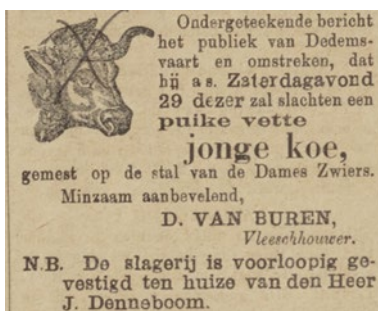 Ondergeteekende bericht
het publiek van Dedems-
vaart en omstreken, dat
hij a s. Zaterdagavond
29 dezer zal slachten een
puike vette
jonge koe,
gemest op de stal van de Dames Zwiers.
Minzaam aanbevelend,
D. VAN BUREN,
Vleeschhouwer.
N.B. De slagerij is voorloopig ge-
vestigd ten huize van den Heer
J. Denneboom.